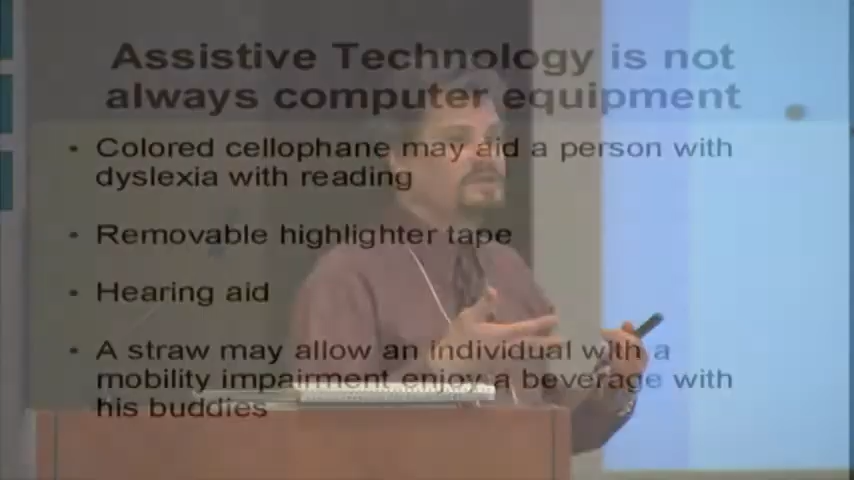 Assistive Technology is not
always computer equipment
• Colored cellophane may aid a person with
dyslexia with reading
• Removable highlighter tape
• Hearing aid
• A straw may allow an individual with a
mobility impairment enjoy a beverage with
his buddies